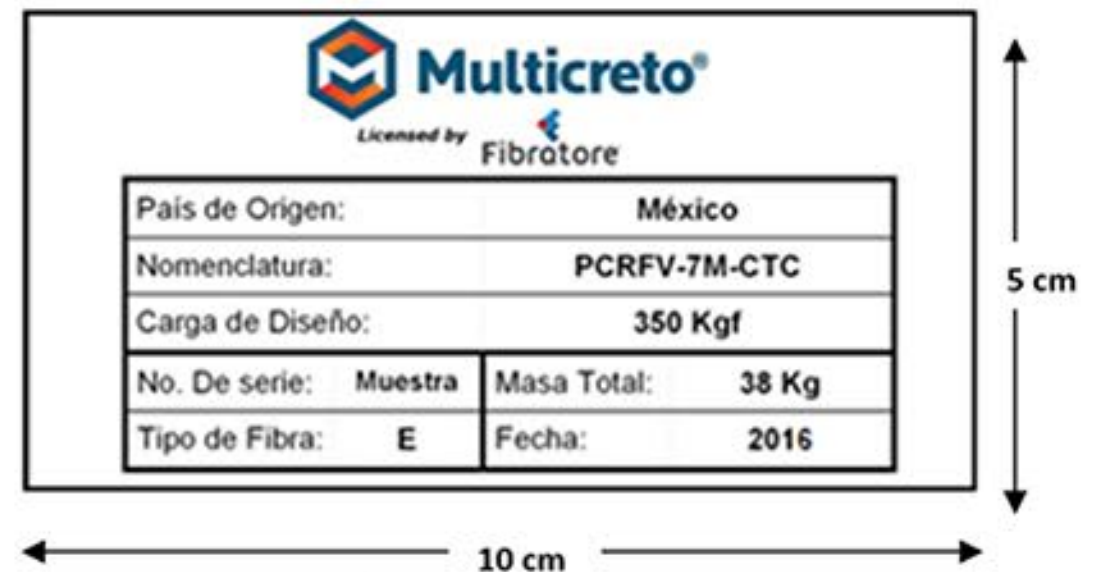 Multicreto®
Licensed by Fibratore
País de Origen: México
Nomenclatura: PCRFV-7M-CTC
Carga de Diseño: 350 Kgf
No. De serie: Muestra Masa Total: 38 Kg
Tipo de Fibra: E Fecha: 2016
5 cm
10 cm